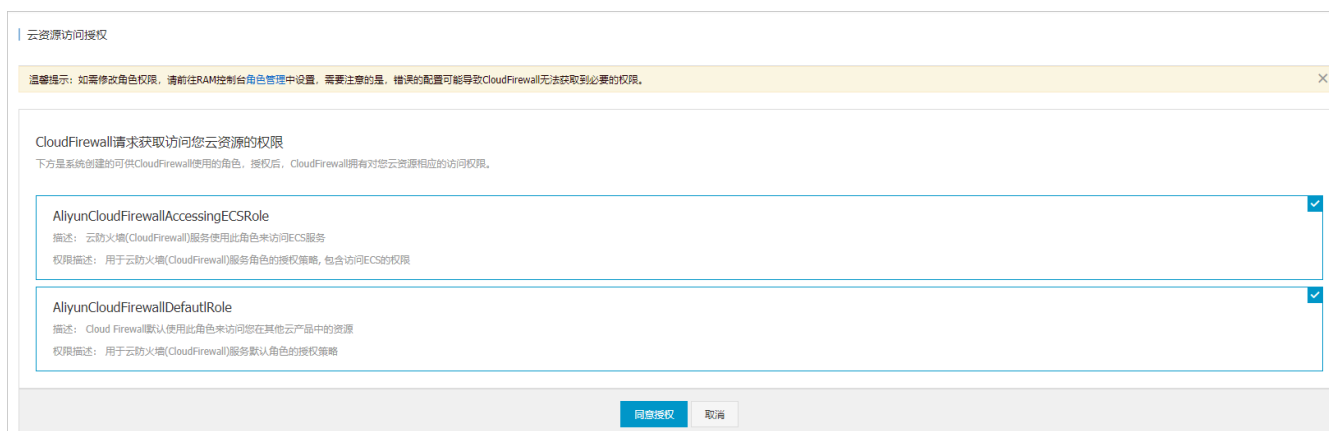 云资源访问授权
温馨提示：如需修改角色权限，请前往RAM控制台角色管理中设置，需要注意的是，错误的配置可能导致CloudFirewall无法获取到必要的权限。
CloudFirewall请求获取访问您云资源的权限
下方是系统创建的可供CloudFirewall使用的角色，授权后，CloudFirewall拥有对您云资源相应的访问权限。
AliyunCloudFirewallAccessingECSRole
描述： 云防火墙(CloudFirewall)服务使用此角色来访问ECS服务
权限描述： 用于云防火墙(CloudFirewall)服务角色的授权策略, 包含访问ECS的权限
AliyunCloudFirewallDefautlRole
描述： Cloud Firewall默认使用此角色来访问您在其他云产品中的资源
权限描述： 用于云防火墙(CloudFirewall)服务默认角色的授权策略
同意授权 取消